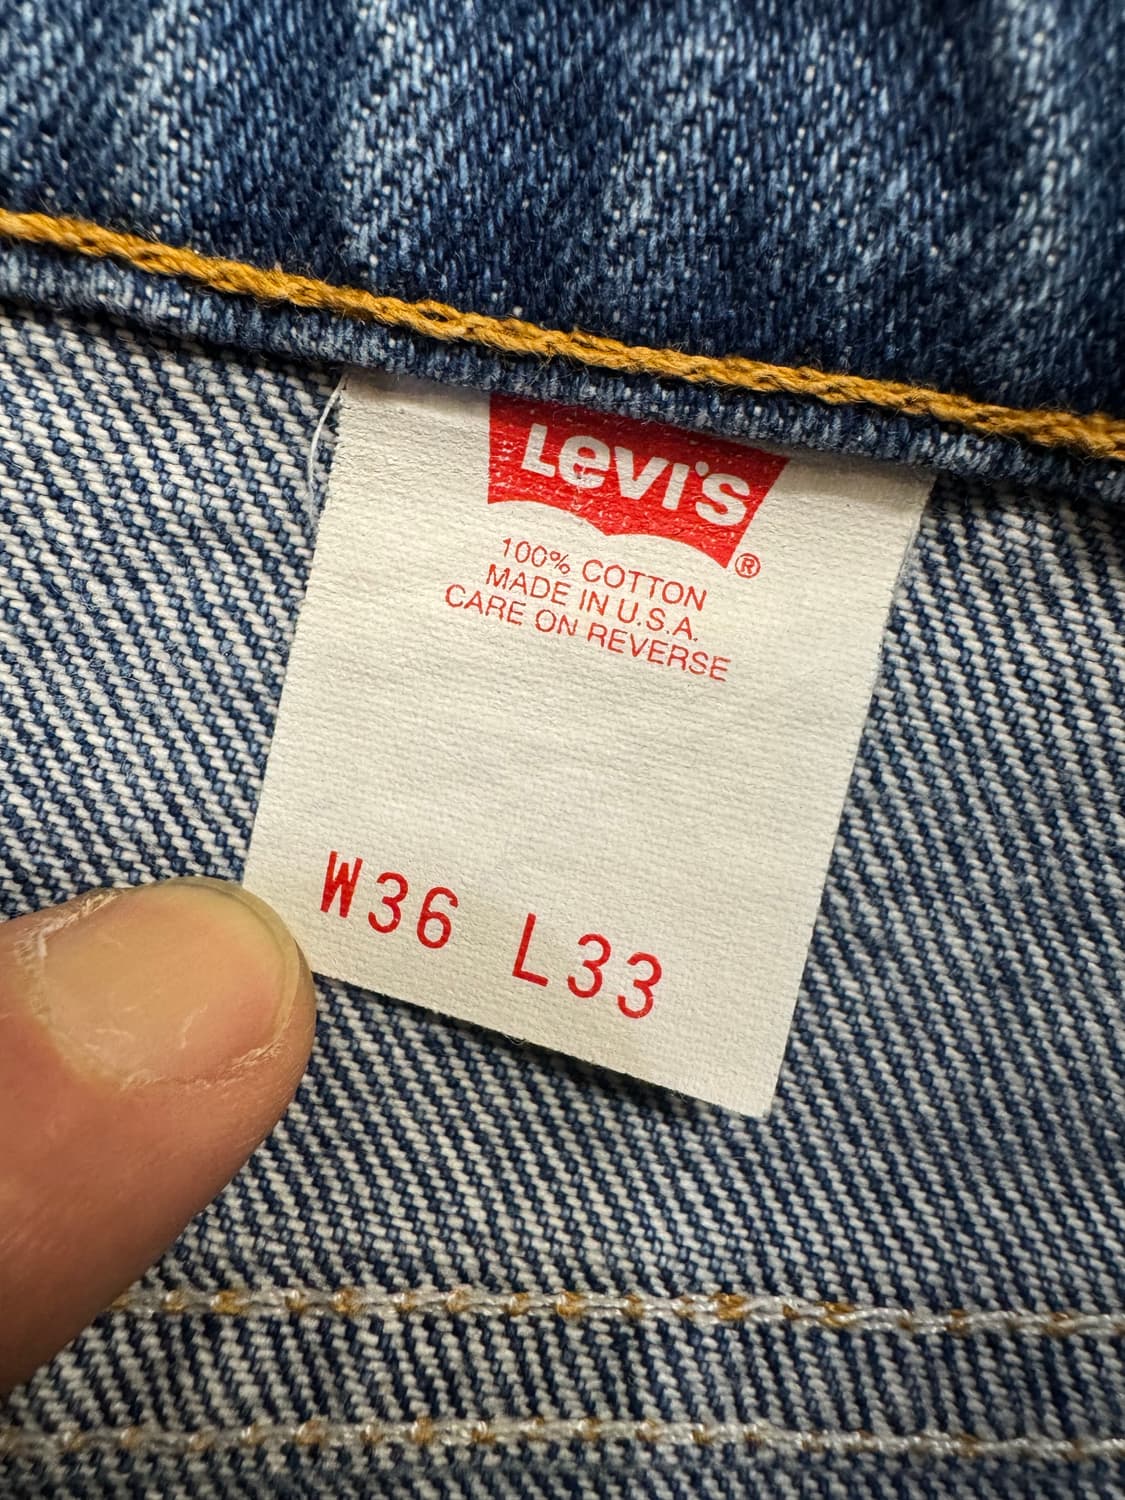 LEVI'S ®
100% COTTON
MADE IN U.S.A.
CARE ON REVERSE
W36 L33